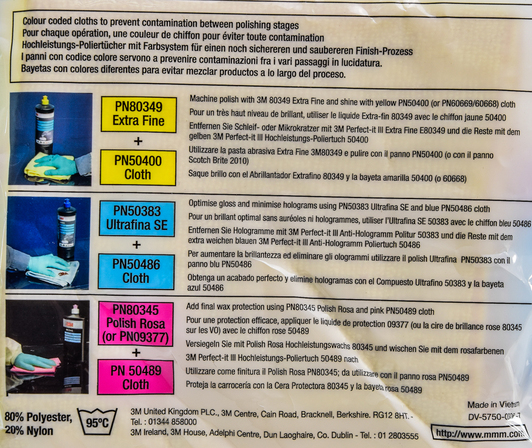 Colour coded cloths to prevent contamination between polishing stages
Pour chaque opération, une couleur de chiffon pour éviter toute contamination
Hochleistungs-Poliertücher mit Farbsystem für einen noch sichereren und saubereren Finish-Prozess
I panni con codice colore servono a prevenire contaminazioni fra i vari passaggi in lucidatura.
Bayetas con colores diferentes para evitar mezclar productos a lo largo del proceso.
PN80349
Extra Fine
+
PN50400
Cloth
Machine polish with 3M 80349 Extra Fine and shine with yellow PN50400 (or PN60669/60668) cloth
Pour un très haut niveau de brillant, utiliser le liquide Extra-fin 80349 avec le chiffon jaune 50400
Entfernen Sie Schleif- oder Mikrokratzer mit 3M Perfect-it III Extra Fine E80349 und die Reste mit dem
gelben 3M Perfect-it III Hochleistungs-Poliertuch 50400
Utilizzare la pasta abrasiva Extra Fine 3M80349 e pulire con il panno PN50400 (o con il panno
Scotch Brite 2010)
Saque brillo con el Abrillantador Extrafino 80349 y la bayeta amarilla 50400 (o 60668)
PN50383
Ultrafina SE
+
PN50486
Cloth
Optimise gloss and minimise holograms using PN50383 Ultrafina SE and blue PN50486 cloth
Pour un brillant optimal sans auréoles ni hologrammes, utiliser l'Ultrafina SE 50383 avec le chiffon bleu 50486
Entfernen Sie Hologramme mit 3M Perfect-it III Anti-Hologramm Politur 50383 und die Reste mit dem
extra weichen blauen 3M Perfect-it III Anti-Hologramm Poliertuch 50486
Per aumentare la brillantezza ed eliminare gli ologrammi utilizzare il polish Ultrafina PN50383 con il
panno blu PN50486
Obtenga un acabado perfecto y elimine hologramas con el Compuesto Ultrafino 50383 y la bayeta
azul 50486
PN80345
Polish Rosa
(or PN09377)
+
PN 50489
Cloth
Add final wax protection using PN80345 Polish Rosa and pink PN50489 cloth
Pour une protection efficace, appliquer le liquide de protection 09377 (ou la cire de brillance rose 80345
sur les VO) avec le chiffon rose 50489
Versiegeln Sie mit Polish Rosa Hochleistungswachs 80345 und wischen Sie mit dem rosafarbenen
3M Perfect-it III Hochleistungs-Poliertuch 50489 nach
Utilizzare come finitura il Polish Rosa PN80345; da utilizzare con il panno rosa PN50489
Proteja la carrocería con la Cera Protectora 80345 y la bayeta rosa 50489
80% Polyester,
20% Nylon
95°C
3M United Kingdom PLC., 3M Centre, Cain Road, Bracknell, Berkshire. RG12 8HT. -
Tel. : 01344 858000
3M Ireland, 3M House, Adelphi Centre, Dun Laoghaire, Co. Dublin - Tel. : 01 2803555
Made in Vietnam
http://www.mmm.com